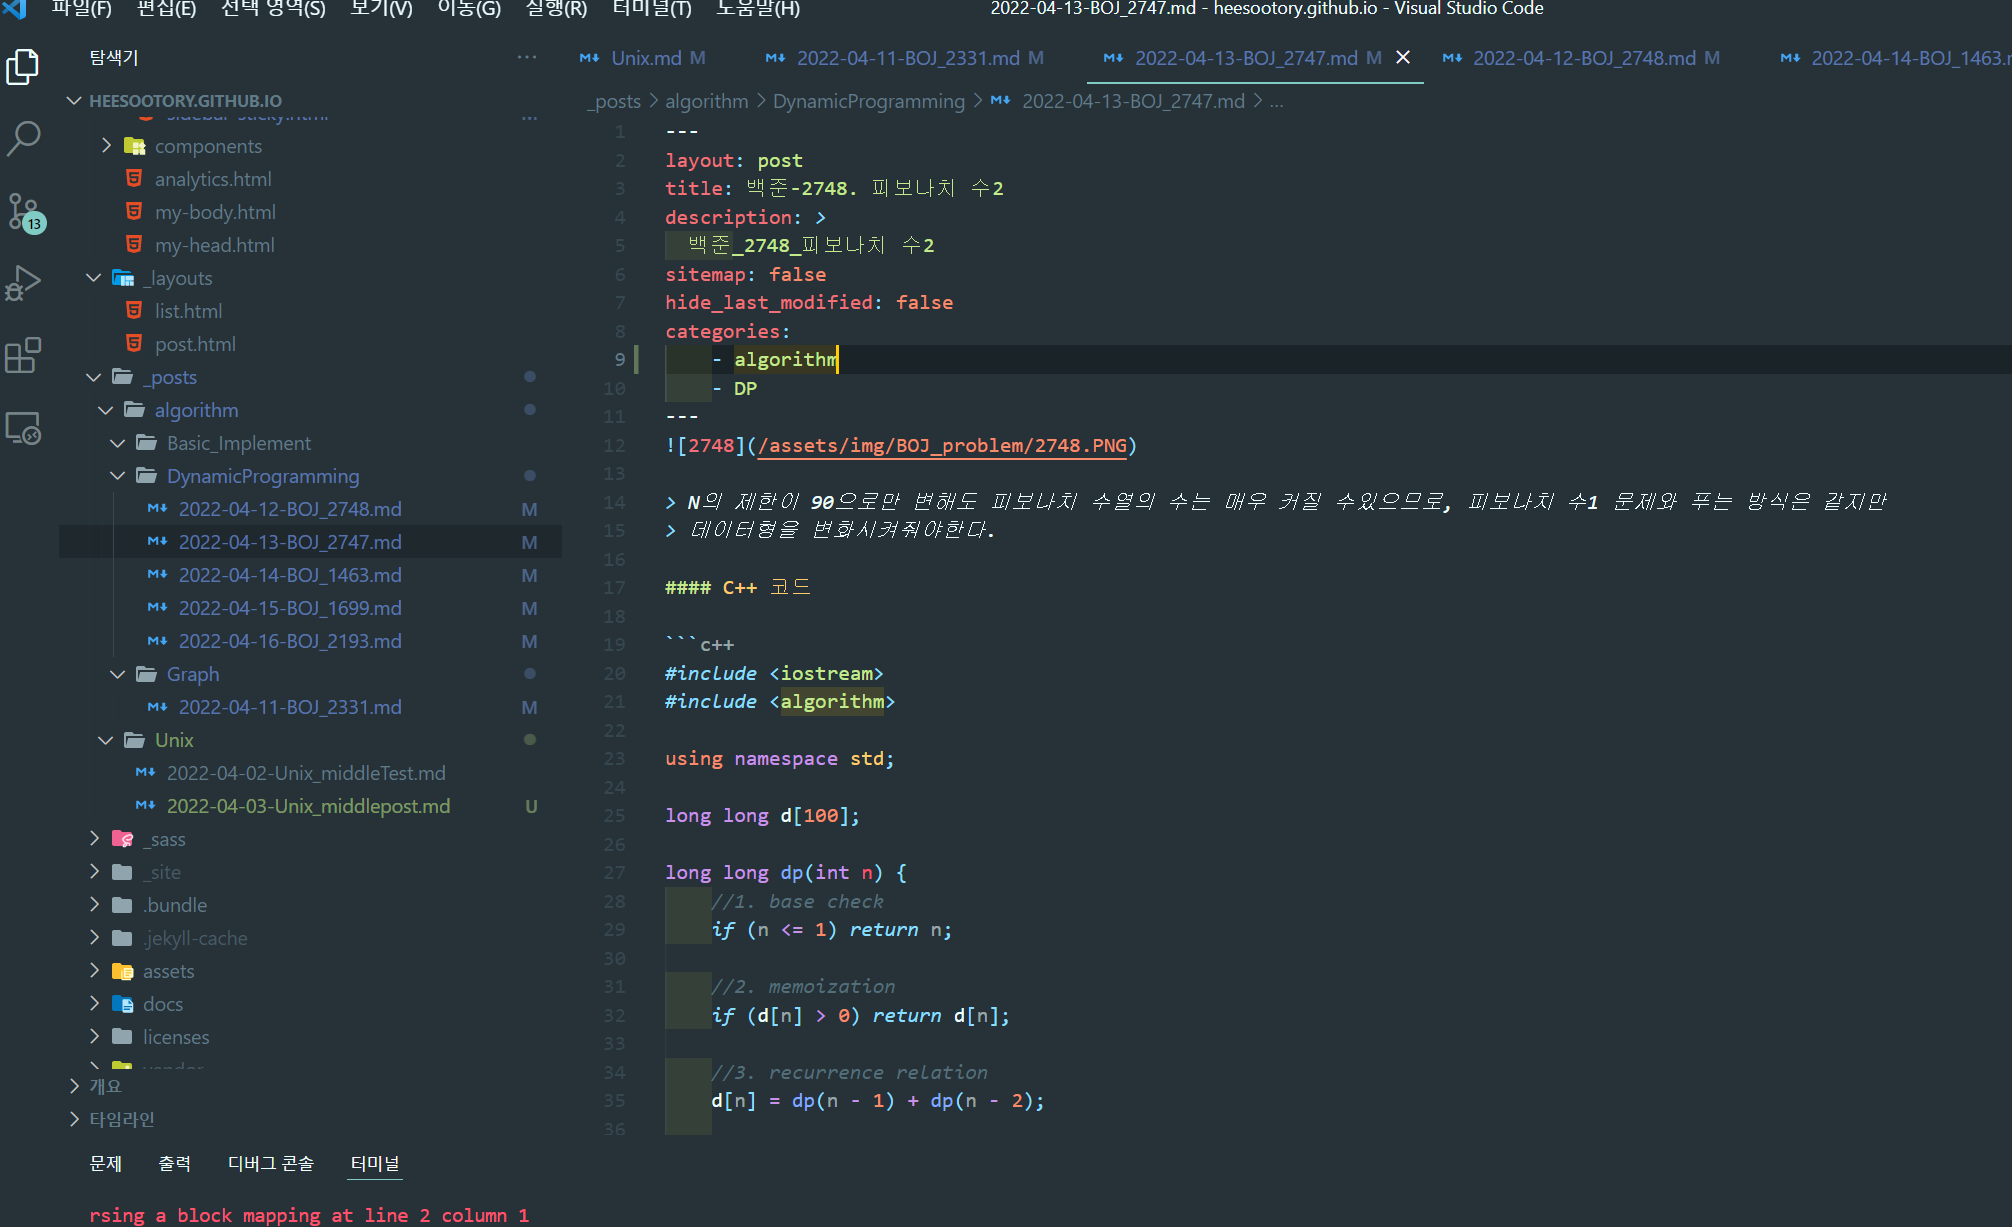 파일(F) 편집(E) 선택 영역(S) 보기(V) 이동(G) 실행(R) 터미널(T) 도움말(H) 2022-04-13-BOJ_2747.md - heesootory.github.io - Visual Studio Code
탐색기 ...
HEESOOTORY.GITHUB.IO
sidebar-sticky.html M
components
analytics.html
my-body.html
my-head.html
_layouts
list.html
post.html
_posts
algorithm
Basic_Implement
DynamicProgramming
2022-04-12-BOJ_2748.md M
2022-04-13-BOJ_2747.md M
2022-04-14-BOJ_1463.md M
2022-04-15-BOJ_1699.md M
2022-04-16-BOJ_2193.md M
Graph
2022-04-11-BOJ_2331.md M
Unix
2022-04-02-Unix_middleTest.md
2022-04-03-Unix_middlepost.md U
_sass
_site
.bundle
.jekyll-cache
assets
docs
licenses
개요
타임라인
13
Unix.md M 2022-04-11-BOJ_2331.md M 2022-04-13-BOJ_2747.md M 2022-04-12-BOJ_2748.md M 2022-04-14-BOJ_1463.
_posts > algorithm > DynamicProgramming > 2022-04-13-BOJ_2747.md > ...
1 ---
2 layout: post
3 title: 백준-2748. 피보나치 수2
4 description: >
5 백준_2748_피보나치 수2
6 sitemap: false
7 hide_last_modified: false
8 categories:
9 - algorithm
10 - DP
11 ---
12 ![2748](/assets/img/BOJ_problem/2748.PNG)
13
14 > N의 제한이 90으로만 변해도 피보나치 수열의 수는 매우 커질 수있으므로, 피보나치 수1 문제와 푸는 방식은 같지만
15 > 데이터형을 변화시켜줘야한다.
16
17 #### C++ 코드
18
19 ```c++
20 #include <iostream>
21 #include <algorithm>
22
23 using namespace std;
24
25 long long d[100];
26
27 long long dp(int n) {
28 //1. base check
29 if (n <= 1) return n;
30
31 //2. memoization
32 if (d[n] > 0) return d[n];
33
34 //3. recurrence relation
35 d[n] = dp(n - 1) + dp(n - 2);
36
문제 출력 디버그 콘솔 터미널
rsing a block mapping at line 2 column 1